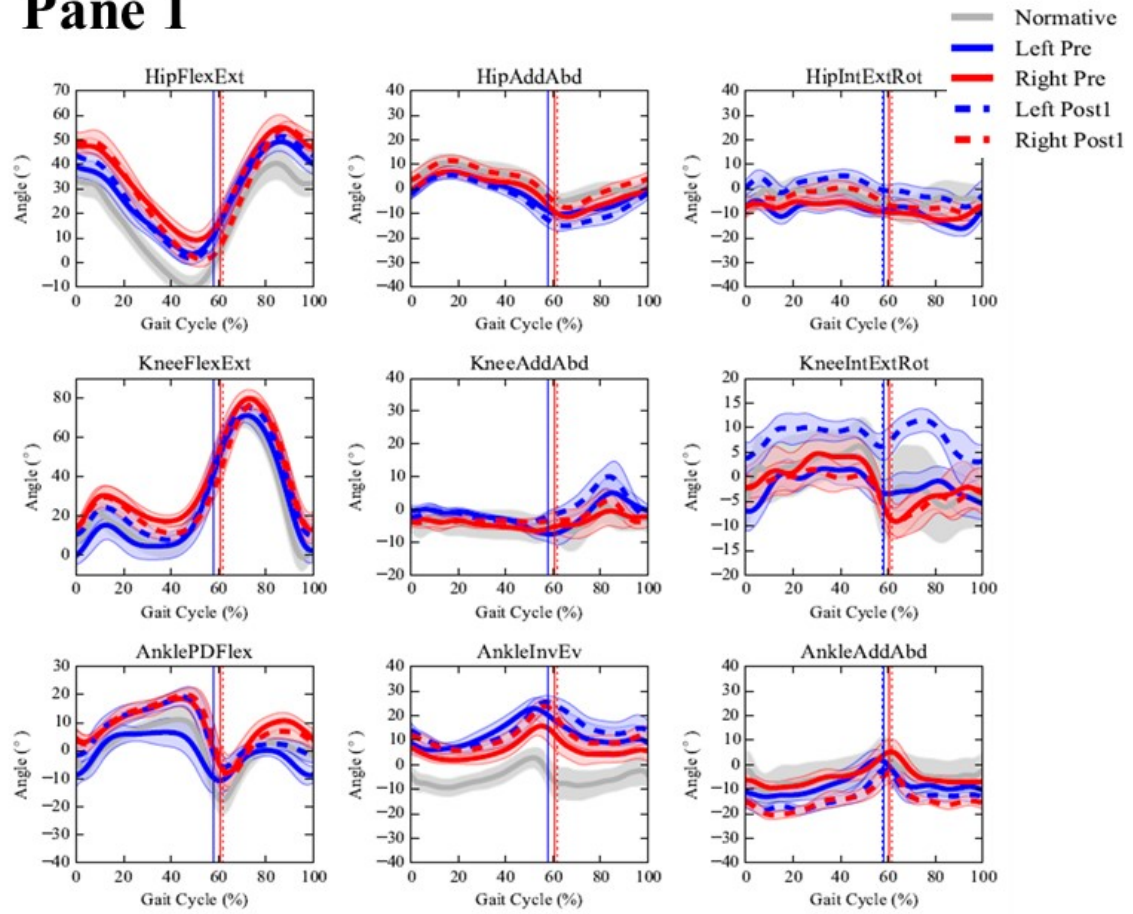 Pane 1
Normative
Left Pre
Right Pre
Left Post1
Right Post1
HipFlexExt
70
60
50
40
30
20
10
0
−10
Angle (°)
0 20 40 60 80 100
Gait Cycle (%)
HipAddAbd
40
30
20
10
0
−10
−20
−30
−40
Angle (°)
0 20 40 60 80 100
Gait Cycle (%)
HipIntExtRot
40
30
20
10
0
−10
−20
−30
−40
Angle (°)
0 20 40 60 80 100
Gait Cycle (%)
KneeFlexExt
80
60
40
20
0
Angle (°)
0 20 40 60 80 100
Gait Cycle (%)
KneeAddAbd
40
30
20
10
0
−10
−20
Angle (°)
0 20 40 60 80 100
Gait Cycle (%)
KneeIntExtRot
20
15
10
5
0
−5
−10
−15
−20
Angle (°)
0 20 40 60 80 100
Gait Cycle (%)
AnklePDFlex
30
20
10
0
−10
−20
−30
−40
Angle (°)
0 20 40 60 80 100
Gait Cycle (%)
AnkleInvEv
40
30
20
10
0
−10
−20
−30
−40
Angle (°)
0 20 40 60 80 100
Gait Cycle (%)
AnkleAddAbd
40
30
20
10
0
−10
−20
−30
−40
Angle (°)
0 20 40 60 80 100
Gait Cycle (%)